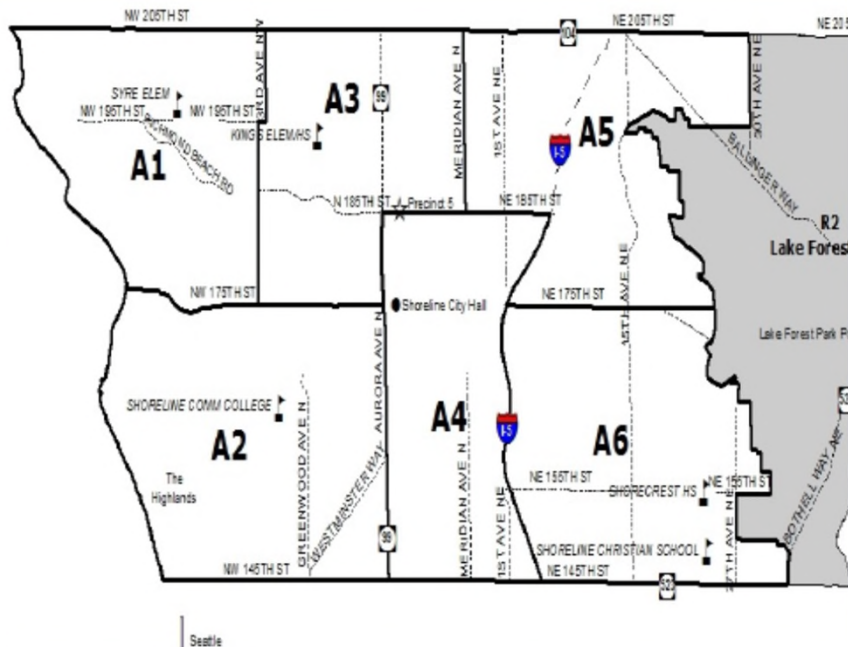 NW 205TH ST
NE 205TH ST
104
NE 205
SYRE ELEM
NW 195TH ST
NW 195TH ST
RICHMOND BEACH RD
A1
3RD AVE NW
A3
KINGS ELEM/HS
99
MERIDIAN AVE N
1ST AVE NE
I-5
A5
30TH AVE NE
BALLINGER WAY
R2
Lake Forest
N 185TH ST
Precinct 5
NE 185TH ST
15TH AVE NE
NW 175TH ST
Shoreline City Hall
NE 175TH ST
Lake Forest Park P
SHORELINE COMM COLLEGE
A2
The
Highlands
GREENWOOD AVE N
WESTMINSTER WAY
AURORA AVE N
A4
MERIDIAN AVE N
I-5
1ST AVE NE
A6
NE 155TH ST
SHORECREST HS
NE 155TH ST
BOTHELL WAY NE
SHORELINE CHRISTIAN SCHOOL
27TH AVE NE
99
NW 145TH ST
NE 145TH ST
523
Seattle